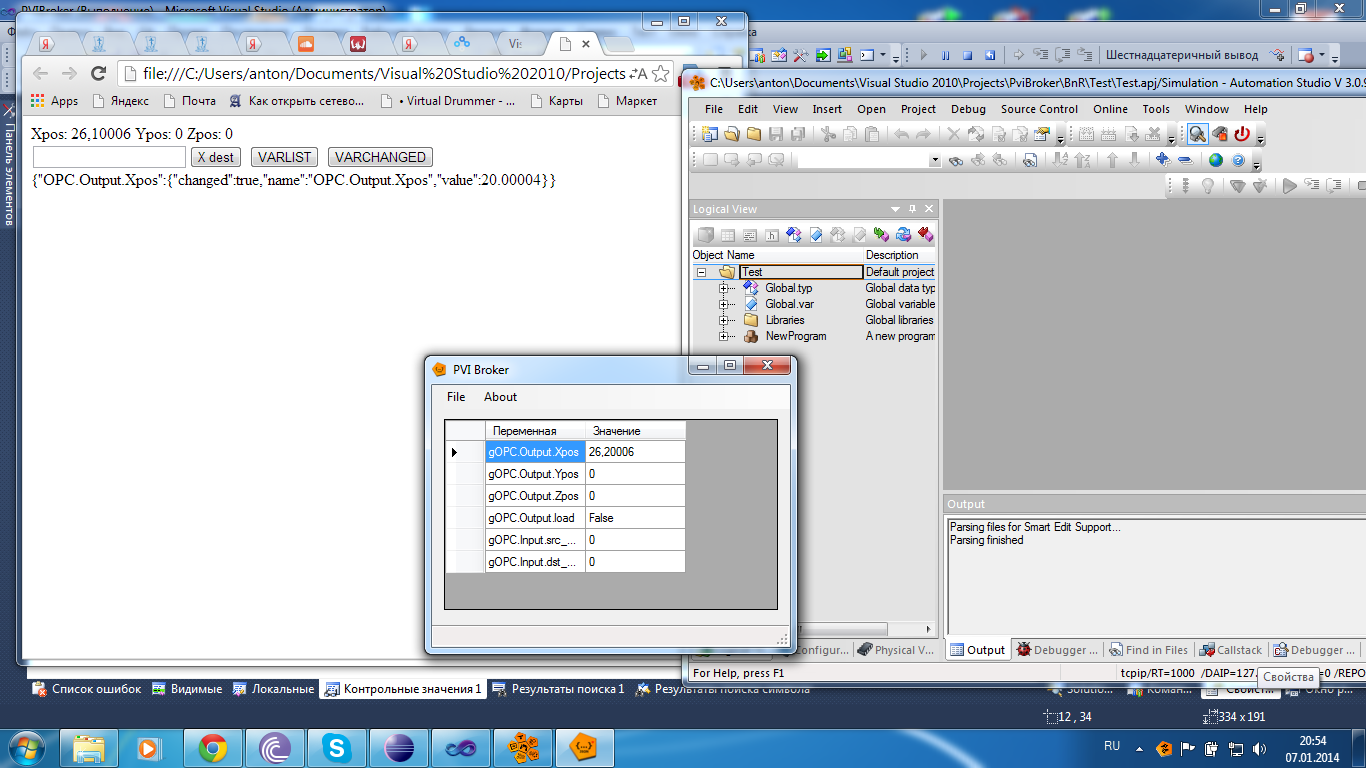 PVIBroker (Выполнение) - Microsoft Visual Studio (Администратор)
Vis
file:///C:/Users/anton/Documents/Visual%20Studio%202010/Projects
Apps
Яндекс
Почта
Как открыть сетево...
• Virtual Drummer - ...
Карты
Маркет
Xpos: 26,10006 Ypos: 0 Zpos: 0
X dest
VARLIST
VARCHANGED
{"OPC.Output.Xpos":{"changed":true,"name":"OPC.Output.Xpos","value":20.00004}}
Панель элементов
Шестнадцатеричный вывод
C:\Users\anton\Documents\Visual Studio 2010\Projects\PviBroker\BnR\Test\Test.apj/Simulation - Automation Studio V 3.0.9
File Edit View Insert Open Project Debug Source Control Online Tools Window Help
Logical View
Object Name Description
Test Default project
Global.typ Global data typ
Global.var Global variable
Libraries Global libraries
NewProgram A new program
PVI Broker
File About
Переменная Значение
gOPC.Output.Xpos 26,20006
gOPC.Output.Ypos 0
gOPC.Output.Zpos 0
gOPC.Output.load False
gOPC.Input.src_... 0
gOPC.Input.dst_... 0
Output
Parsing files for Smart Edit Support...
Parsing finished
Configur... Physical V...
Output Debugger ... Find in Files Callstack Debugger ...
For Help, press F1
tcpip/RT=1000 /DAIP=127. =0 /REPO
Свойства
Список ошибок Видимые Локальные Контрольные значения 1 Результаты поиска 1 Результаты поиска символа
12 , 34
334 x 191
RU
20:54
07.01.2014